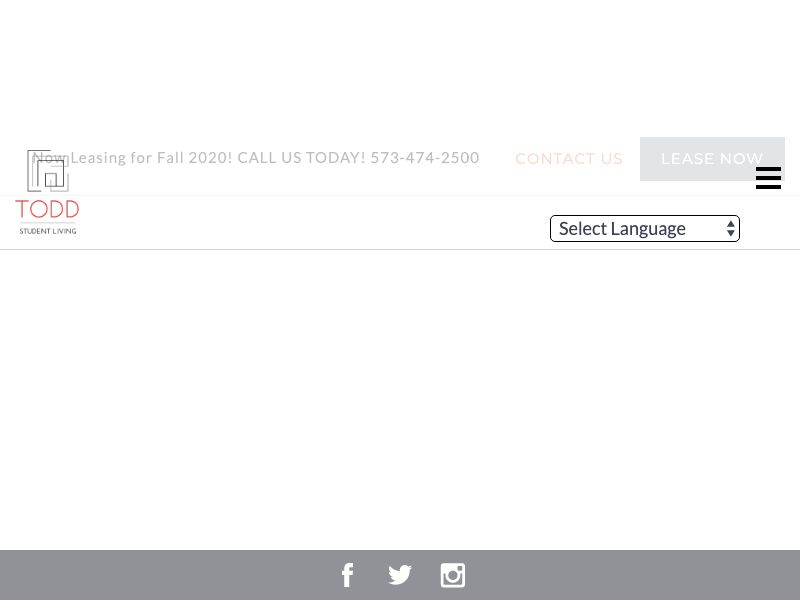 Now Leasing for Fall 2020! CALL US TODAY! 573-474-2500
CONTACT US
LEASE NOW
TODD
STUDENT LIVING
Select Language